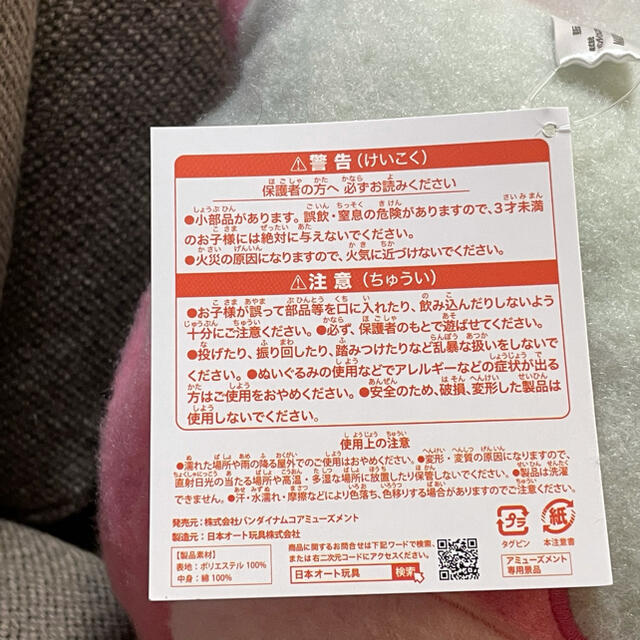 ⚠警告(けいこく)
保護者の方へ 必ずお読みください
●小部品があります。誤飲・窒息の危険がありますので、3才未満
のお子様には絶対に与えないでください。
●火災の原因になりますので、火気に近づけないでください。
⚠注意(ちゅうい)
●お子様が誤って部品等を口に入れたり、飲み込んだりしないよう
十分にご注意ください。●必ず、保護者のもとで遊ばせてください。
●投げたり、振り回したり、踏みつけたりなど乱暴な扱いをしないで
ください。●ぬいぐるみの使用などでアレルギーなどの症状が出る
方はご使用をおやめください。●安全のため、破損、変形した製品は
使用しないでください。
使用上の注意
●濡れた場所や雨の降る屋外でのご使用はおやめください。●変形・変質の原因になりますので、
直射日光の当たる場所や高温・多湿な場所に放置したり保管しないでください。●製品は洗濯
できません。●汗・水濡れ・摩擦などにより色落ち、色移りする場合がありますのでご注意ください。
発売元:株式会社バンダイナムコアミューズメント
製造元:日本オート玩具株式会社
【製品素材】
表地:ポリエステル 100%
中身:綿 100%
商品に関するお問合せは下記ワードで検索、
または右二次元コードにアクセスください。
日本オート玩具 検索
プラ
タグピン
紙
本注意書
アミューズメント
専用景品